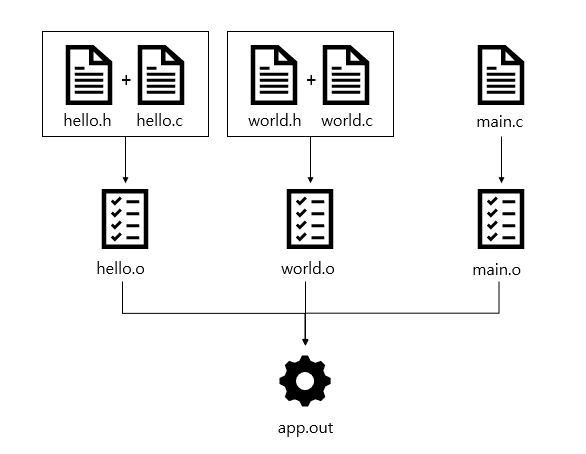 hello.h + hello.c
world.h + world.c
main.c
hello.o
world.o
main.o
app.out